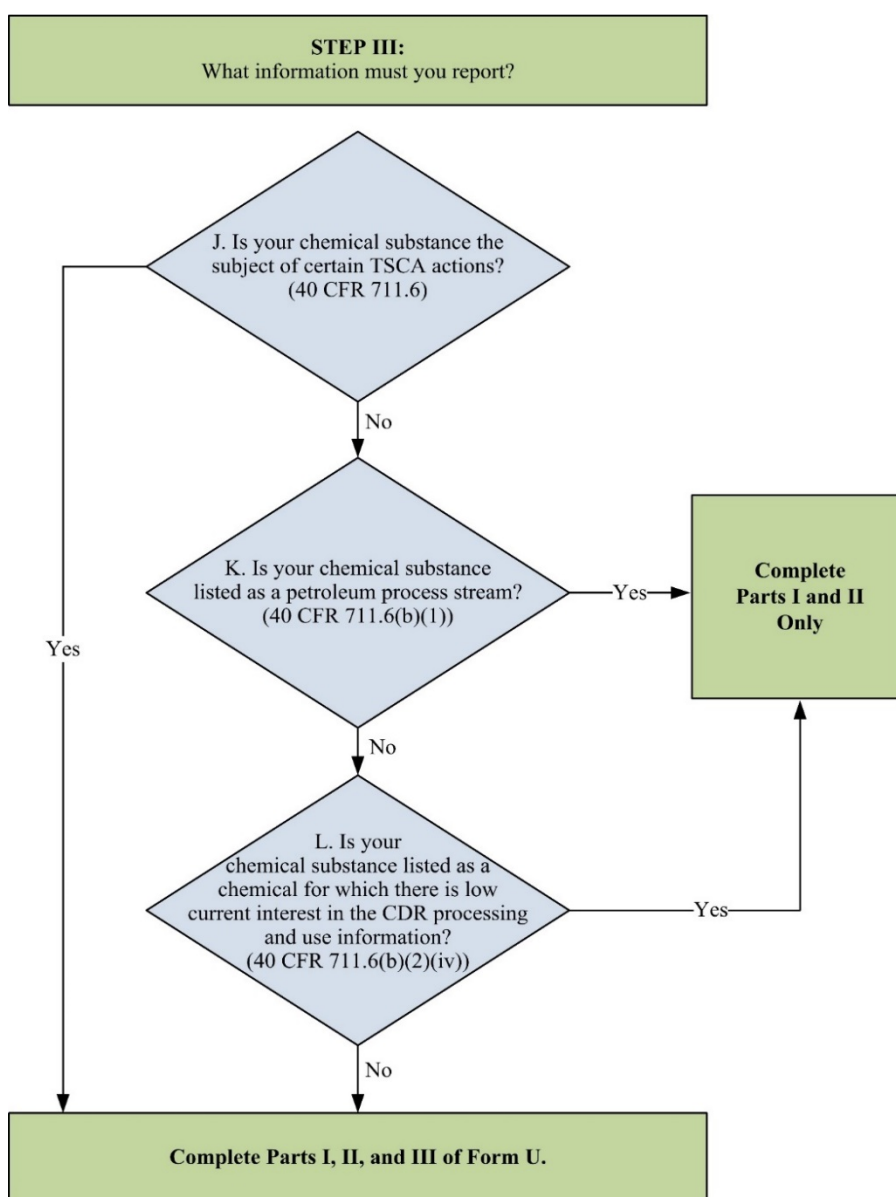 STEP III:
What information must you report?
J. Is your chemical substance the
subject of certain TSCA actions?
(40 CFR 711.6)
No
K. Is your chemical substance
listed as a petroleum process stream?
(40 CFR 711.6(b)(1))
Yes
Complete
Parts I and II
Only
Yes
No
L. Is your
chemical substance listed as a
chemical for which there is low
current interest in the CDR processing
and use information?
(40 CFR 711.6(b)(2)(iv))
Yes
No
Complete Parts I, II, and III of Form U.